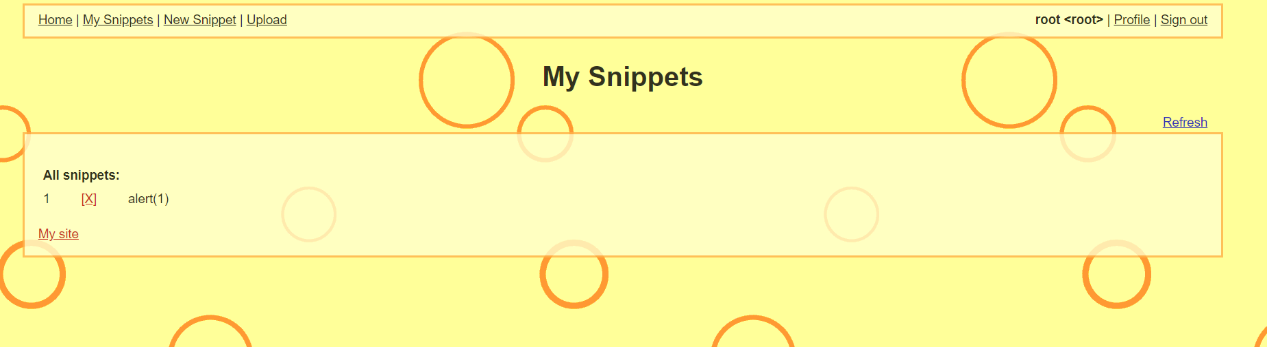 Home | My Snippets | New Snippet | Upload root <root> | Profile | Sign out
My Snippets
Refresh
All snippets:
1 [X] alert(1)
My site